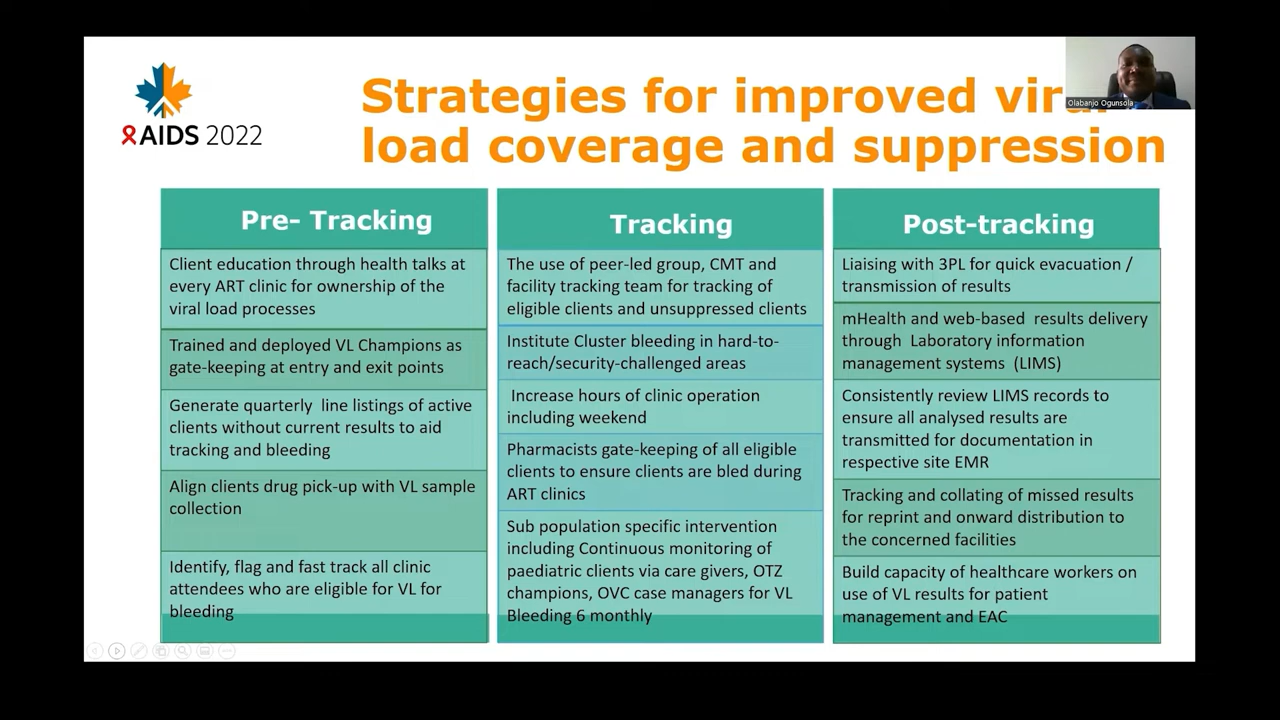 AIDS 2022
Strategies for improved viral
load coverage and suppression
Olabanjo Ogunsola
Pre- Tracking
Client education through health talks at
every ART clinic for ownership of the
viral load processes
Trained and deployed VL Champions as
gate-keeping at entry and exit points
Generate quarterly line listings of active
clients without current results to aid
tracking and bleeding
Align clients drug pick-up with VL sample
collection
Identify, flag and fast track all clinic
attendees who are eligible for VL for
bleeding
Tracking
The use of peer-led group, CMT and
facility tracking team for tracking of
eligible clients and unsuppressed clients
Institute Cluster bleeding in hard-to-
reach/security-challenged areas
Increase hours of clinic operation
including weekend
Pharmacists gate-keeping of all eligible
clients to ensure clients are bled during
ART clinics
Sub population specific intervention
including Continuous monitoring of
paediatric clients via care givers, OTZ
champions, OVC case managers for VL
Bleeding 6 monthly
Post-tracking
Liaising with 3PL for quick evacuation /
transmission of results
mHealth and web-based results delivery
through Laboratory information
management systems (LIMS)
Consistently review LIMS records to
ensure all analysed results are
transmitted for documentation in
respective site EMR
Tracking and collating of missed results
for reprint and onward distribution to
the concerned facilities
Build capacity of healthcare workers on
use of VL results for patient
management and EAC